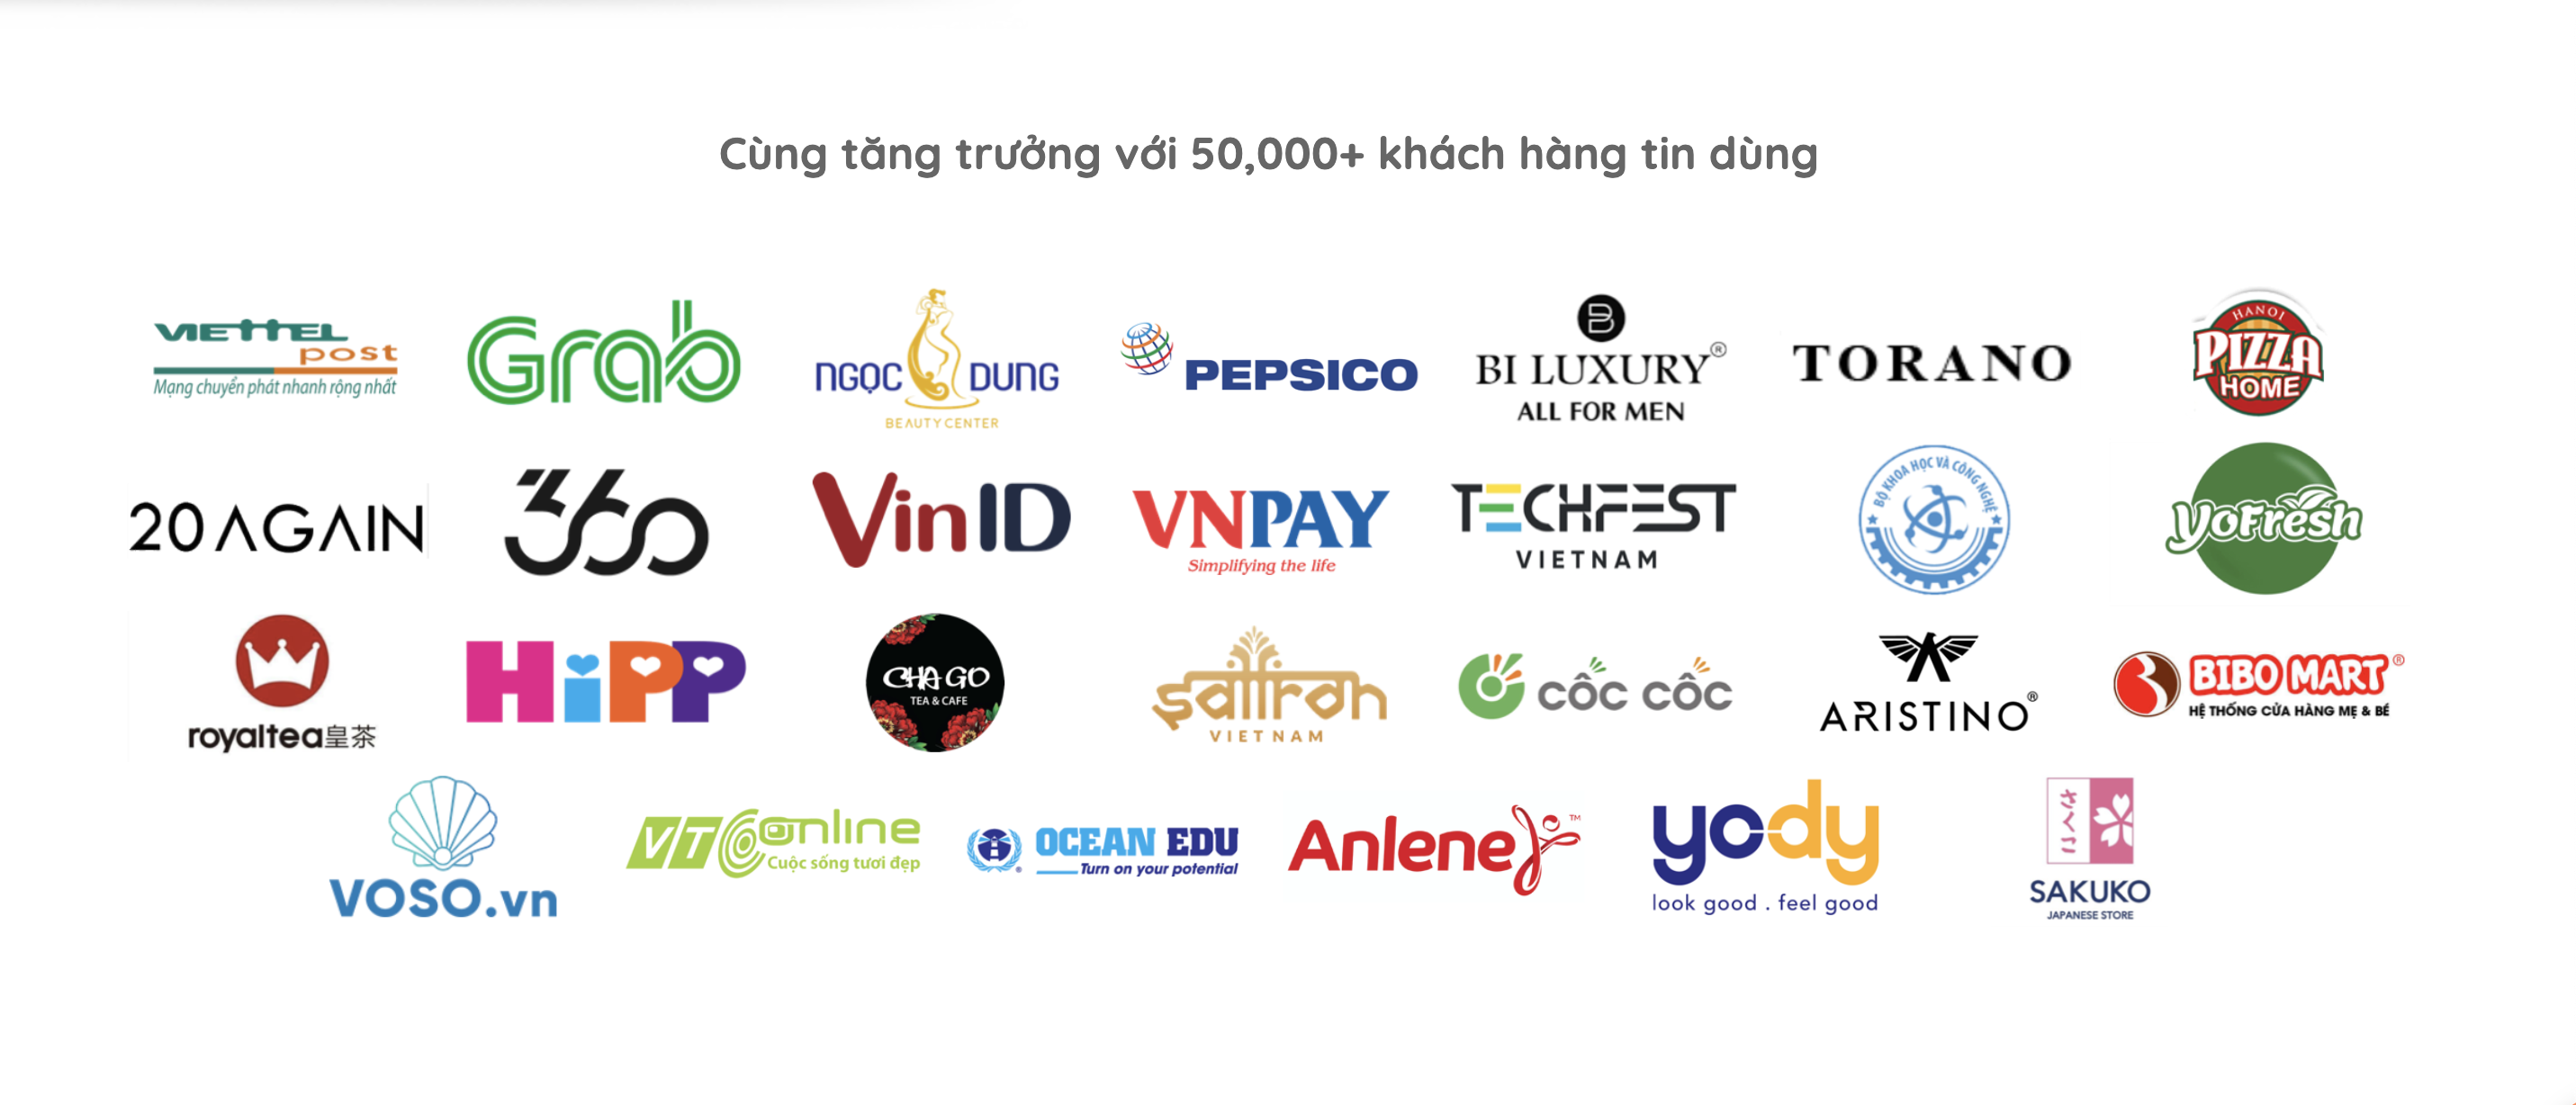 Cùng tăng trưởng với 50,000+ khách hàng tin dùng
VIETTEL
post
Mạng chuyển phát nhanh rộng nhất
Grab
NGỌC DUNG
BEAUTY CENTER
PEPSICO
B
BI LUXURY®
ALL FOR MEN
TORANO
HANOI
PIZZA
HOME
20 AGAIN
360
VinID
VNPAY
Simplifying the life
TECHFEST
VIETNAM
BỘ KHOA HỌC VÀ CÔNG NGHỆ
YoFresh
royaltea皇茶
HiPP
CHA GO
TEA & CAFE
saffron
VIET NAM
CỐC CỐC
ARISTINO®
BIBO MART®
HỆ THỐNG CỬA HÀNG MẸ & BÉ
VOSO.vn
VTC online
Cuộc sống tươi đẹp
OCEAN EDU
Turn on your potential
Anlene™
yody
look good . feel good
さくこ
SAKUKO
JAPANESE STORE